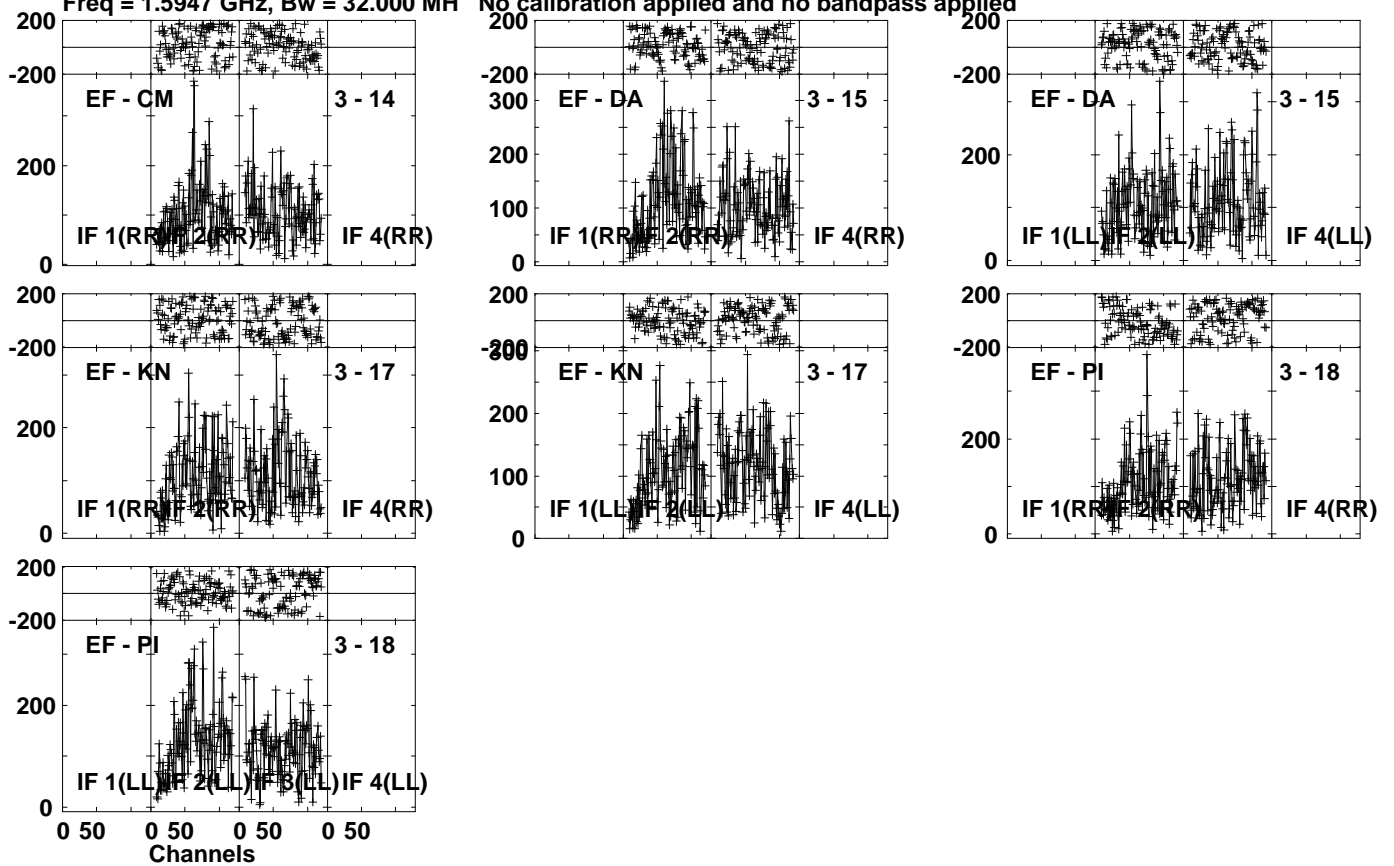 Freq = 1.5947 GHz, Bw = 32.000 MH No calibration applied and no bandpass applied
200 200 200
-200 -200 -200
EF - CM 3 - 14 300 EF - DA 3 - 15 EF - DA 3 - 15
200 200 200
100
IF 1(RR) IF 2(RR) IF 4(RR) IF 1(RR) IF 2(RR) IF 4(RR) IF 1(LL) IF 2(LL) IF 4(LL)
0 0 0
200 200 200
-200 -200 -200
300
EF - KN 3 - 17 EF - KN 3 - 17 EF - PI 3 - 18
200 200 200
100
IF 1(RR) IF 2(RR) IF 4(RR) IF 1(LL) IF 2(LL) IF 4(LL) IF 1(RR) IF 2(RR) IF 4(RR)
0 0 0
200
-200
EF - PI 3 - 18
200
IF 1(LL) IF 2(LL) IF 3(LL) IF 4(LL)
0
0 50 0 50 0 50 0 50
Channels